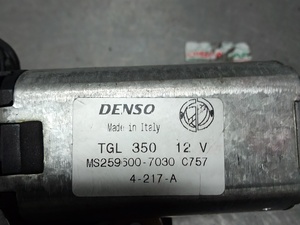 DENSO
Made in Italy
TGL 350 12 V
MS259600-7030 C757
4-217-A